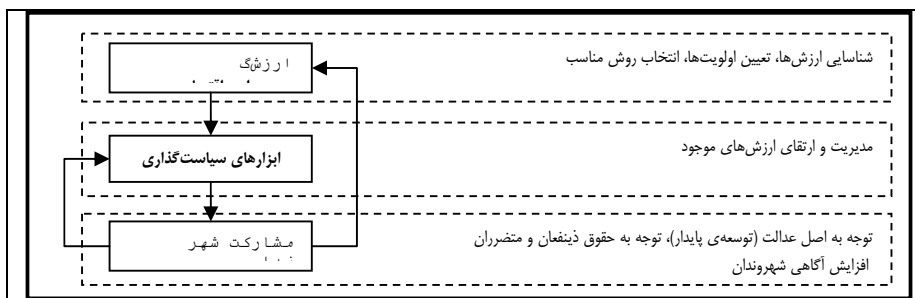 شناسایی ارزش‌ها، تعیین اولویت‌ها، انتخاب روش مناسب
ارزش‌گ
مدیریت و ارتقای ارزش‌های موجود
ابزارهای سیاست‌گذاری
توجه به اصل عدالت (توسعه‌ی پایدار)، توجه به حقوق ذینفعان و متضرران
افزایش آگاهی شهروندان
مشارکت شهر